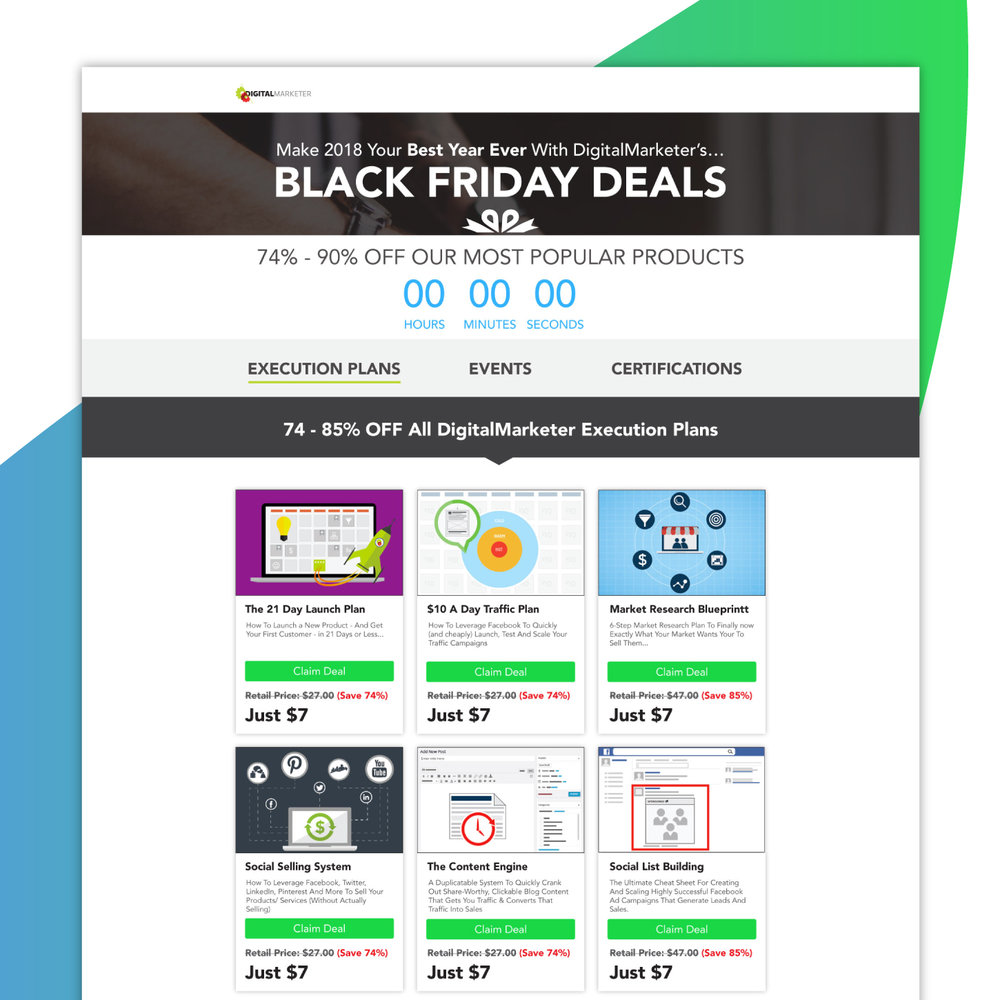 DIGITALMARKETER
Make 2018 Your Best Year Ever With DigitalMarketer's...
BLACK FRIDAY DEALS
74% - 90% OFF OUR MOST POPULAR PRODUCTS
00 00 00
HOURS MINUTES SECONDS
EXECUTION PLANS EVENTS CERTIFICATIONS
74 - 85% OFF All DigitalMarketer Execution Plans
COLD
WARM
HOT
The 21 Day Launch Plan
How To Launch a New Product - And Get
Your First Customer - in 21 Days or Less...
Claim Deal
Retail Price: $27.00 (Save 74%)
Just $7
$10 A Day Traffic Plan
How To Leverage Facebook To Quickly
(and cheaply) Launch, Test And Scale Your
Traffic Campaigns
Claim Deal
Retail Price: $27.00 (Save 74%)
Just $7
Market Research Blueprintt
6-Step Market Research Plan To Finally now
Exactly What Your Market Wants Your To
Sell Them...
Claim Deal
Retail Price: $47.00 (Save 85%)
Just $7
You
Tube
Social Selling System
How To Leverage Facebook, Twitter,
LinkedIn, Pinterest And More To Sell Your
Products/ Services (Without Actually
Selling)
Claim Deal
Retail Price: $27.00 (Save 74%)
Just $7
Add New Post
The Content Engine
A Duplicatable System To Quickly Crank
Out Share-Worthy, Clickable Blog Content
That Gets You Traffic & Converts That
Traffic Into Sales
Claim Deal
Retail Price: $27.00 (Save 74%)
Just $7
SPONSORED
Social List Building
The Ultimate Cheat Sheet For Creating
And Scaling Highly Successful Facebook
Ad Campaigns That Generate Leads And
Sales.
Claim Deal
Retail Price: $47.00 (Save 85%)
Just $7